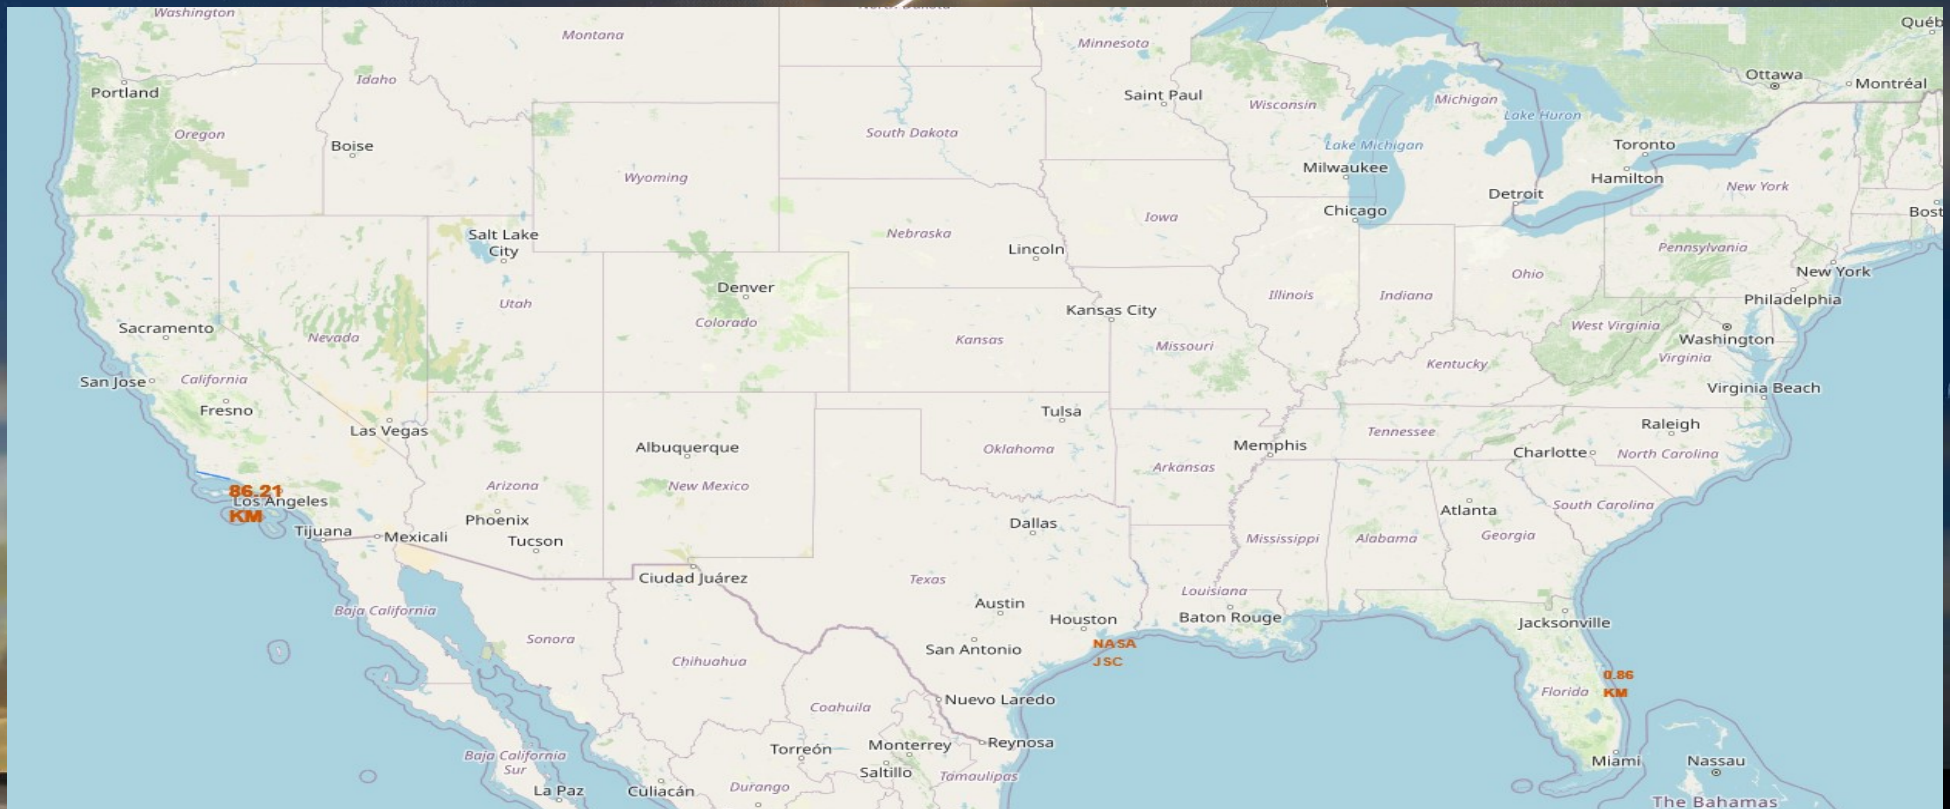 North Dakota
Washington
Québ
Montana
Minnesota
Ottawa
Montréal
Portland
Idaho
Saint Paul
Wisconsin
Michigan
Lake Huron
Oregon
Boise
South Dakota
Lake Michigan
Toronto
Milwaukee
Hamilton
Wyoming
Detroit
New York
Chicago
Iowa
Bost
Salt Lake
City
Nebraska
Lincoln
Pennsylvania
New York
Ohio
Denver
Utah
Colorado
Illinois
Indiana
Philadelphia
Kansas City
Sacramento
Nevada
Kansas
Missouri
West Virginia
Washington
Virginia
Kentucky
San Jose
California
Virginia Beach
Fresno
Las Vegas
Tulsa
Raleigh
Albuquerque
Oklahoma
Memphis
Tennessee
Charlotte
North Carolina
Arkansas
86.21
KM
Los Angeles
Arizona
New Mexico
South Carolina
Phoenix
Dallas
Atlanta
Tijuana
Mexicali
Tucson
Mississippi
Alabama
Georgia
Ciudad Juárez
Texas
Louisiana
Baja California
Austin
Houston
Baton Rouge
Jacksonville
Sonora
San Antonio
NASA
JSC
Chihuahua
0.86
KM
Florida
Nuevo Laredo
Coahuila
Torreón
Monterrey
Reynosa
Baja California
Sur
Saltillo
Tamaulipas
Miami
Nassau
La Paz
Culiacán
Durango
The Bahamas